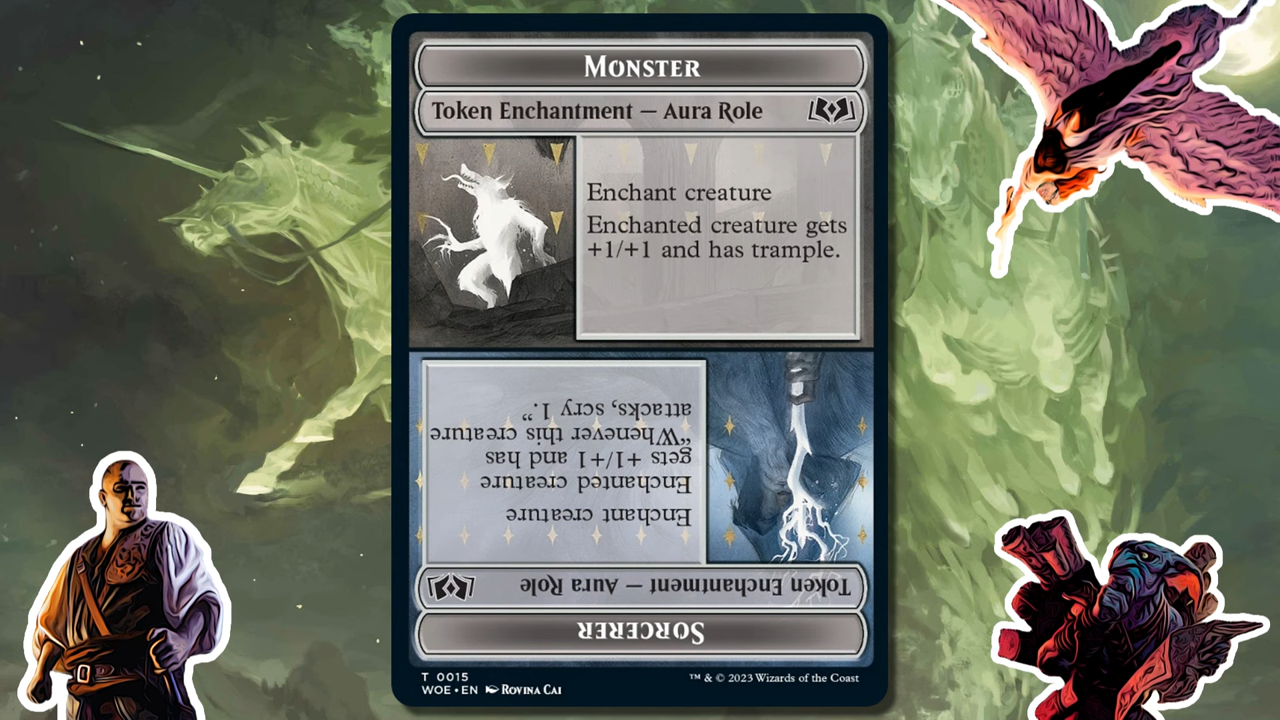 Monster
Token Enchantment — Aura Role
Enchant creature
Enchanted creature gets
+1/+1 and has trample.
Sorcerer
Token Enchantment — Aura Role
Enchant creature
Enchanted creature
gets +1/+1 and has
“Whenever this creature
attacks, scry 1.”
T 0015
WOE • EN Rovina Cai
™ & © 2023 Wizards of the Coast